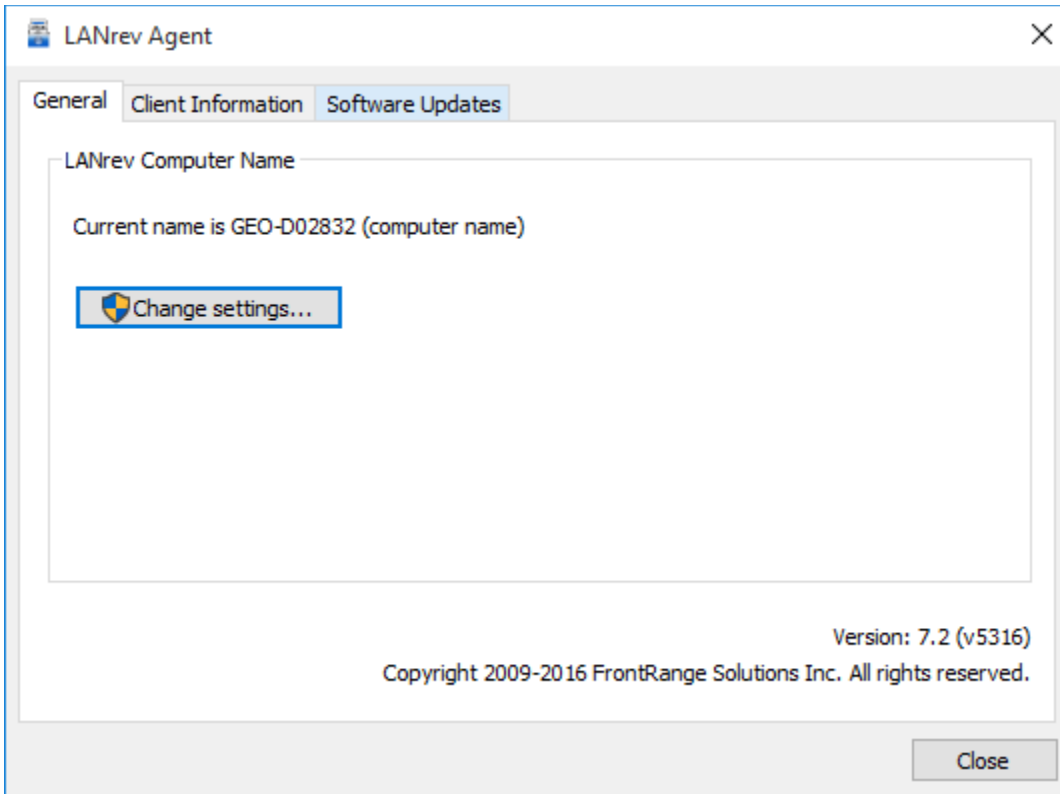 LANrev Agent
General Client Information Software Updates
LANrev Computer Name
Current name is GEO-D02832 (computer name)
Change settings...
Version: 7.2 (v5316)
Copyright 2009-2016 FrontRange Solutions Inc. All rights reserved.
Close